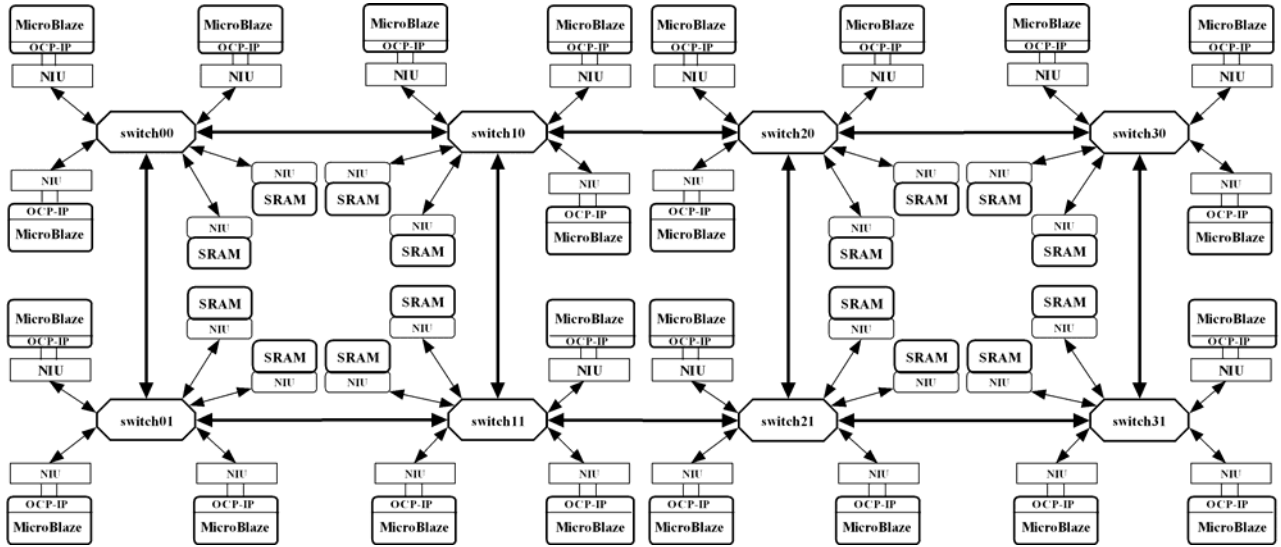 MicroBlaze MicroBlaze MicroBlaze MicroBlaze MicroBlaze MicroBlaze MicroBlaze MicroBlaze
OCP-IP OCP-IP OCP-IP OCP-IP OCP-IP OCP-IP OCP-IP OCP-IP
NIU NIU NIU NIU NIU NIU NIU NIU
switch00 switch10 switch20 switch30
NIU NIU NIU NIU NIU NIU NIU NIU
SRAM SRAM SRAM SRAM
OCP-IP OCP-IP OCP-IP OCP-IP
NIU NIU NIU NIU
MicroBlaze MicroBlaze MicroBlaze MicroBlaze
SRAM SRAM SRAM SRAM
SRAM SRAM SRAM SRAM
MicroBlaze MicroBlaze MicroBlaze MicroBlaze
NIU NIU NIU NIU
OCP-IP OCP-IP OCP-IP OCP-IP
SRAM SRAM SRAM SRAM
NIU NIU NIU NIU
NIU NIU NIU NIU
switch01 switch11 switch21 switch31
NIU NIU NIU NIU NIU NIU NIU NIU
OCP-IP OCP-IP OCP-IP OCP-IP OCP-IP OCP-IP OCP-IP OCP-IP
MicroBlaze MicroBlaze MicroBlaze MicroBlaze MicroBlaze MicroBlaze MicroBlaze MicroBlaze